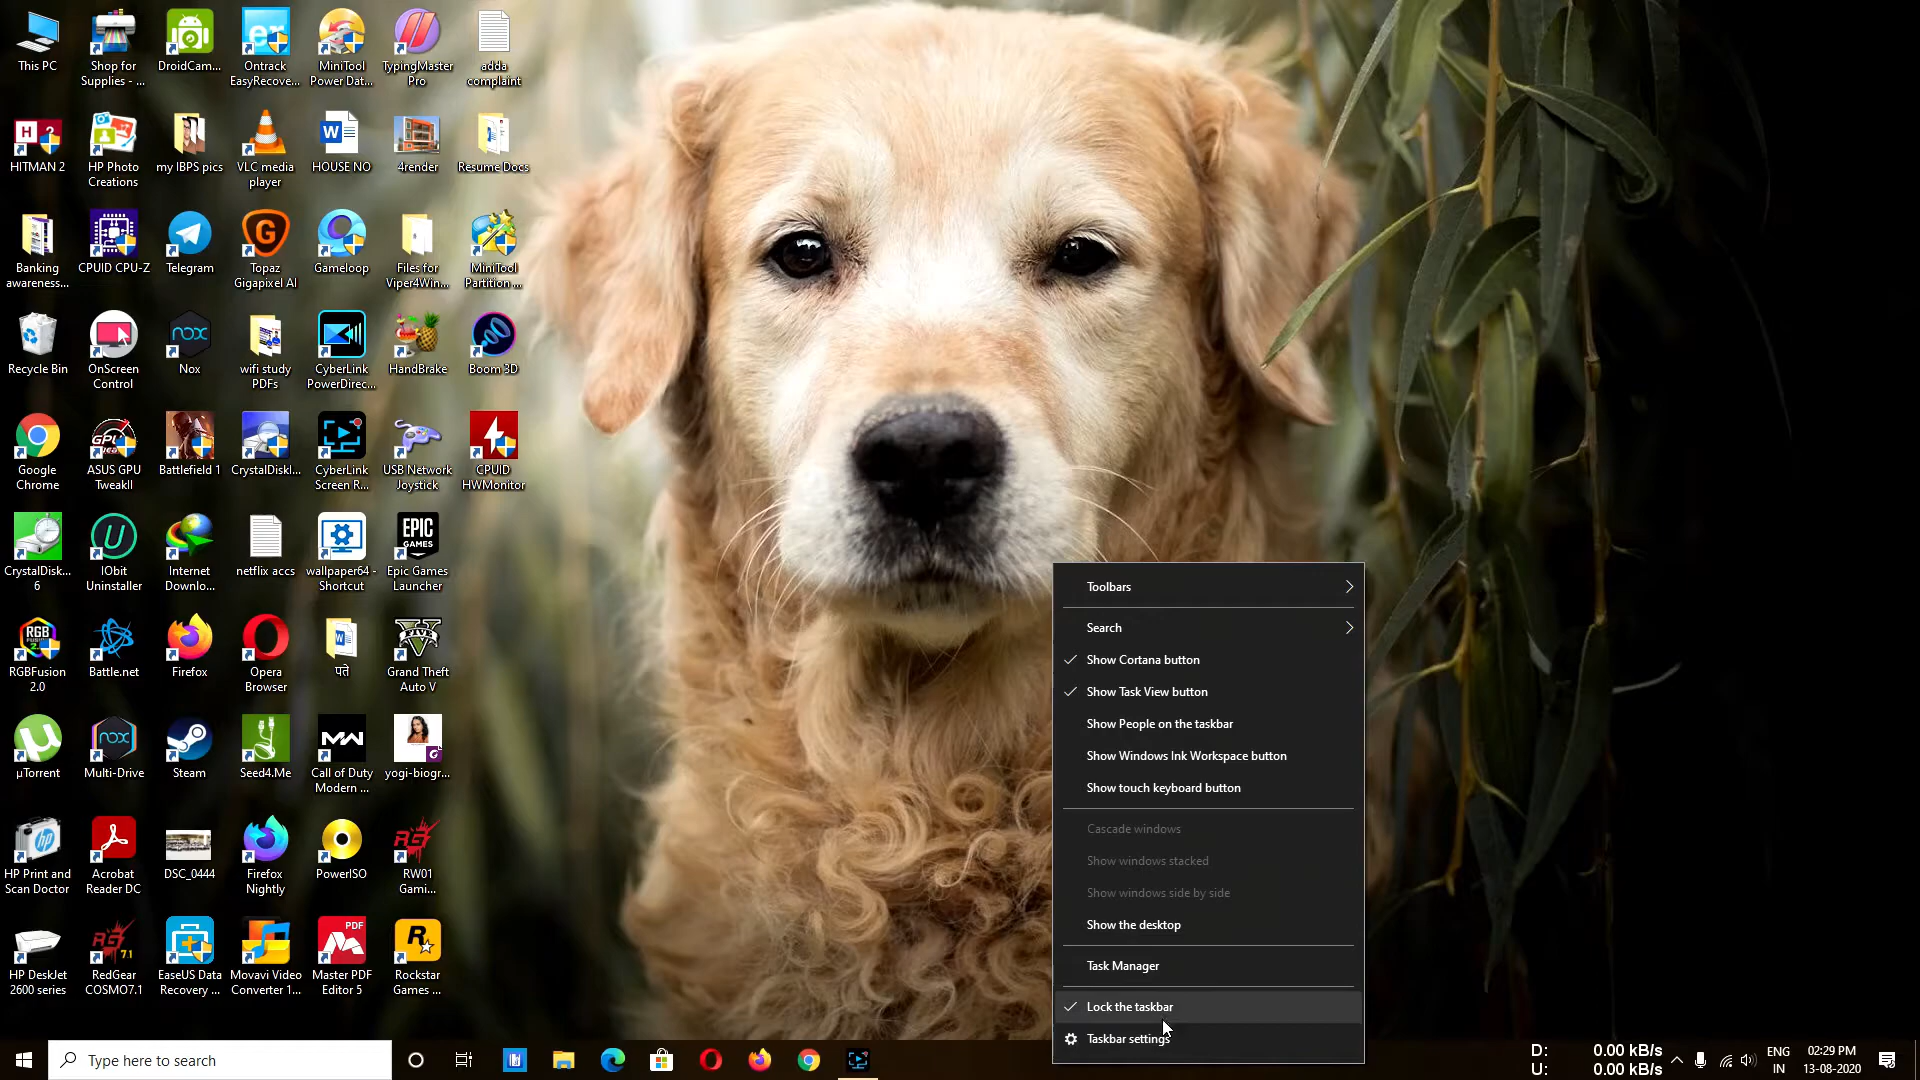 This PC
Shop for
Supplies - ...
DroidCam...
Ontrack
EasyRecove...
MiniTool
Power Dat...
TypingMaster
Pro
adda
complaint
HITMAN 2
HP Photo
Creations
my IBPS pics
VLC media
player
HOUSE NO
4render
Resume Docs
Banking
awareness...
CPUID CPU-Z
Telegram
Topaz
Gigapixel AI
Gameloop
Files for
Viper4Win...
MiniTool
Partition ...
Recycle Bin
OnScreen
Control
nox
Nox
wifi study
PDFs
CyberLink
PowerDirec...
HandBrake
Boom 3D
Google
Chrome
ASUS GPU
TweakII
Battlefield 1
CrystalDiskI...
CyberLink
Screen R...
USB Network
Joystick
CPUID
HWMonitor
CrystalDisk...
6
IObit
Uninstaller
Internet
Downlo...
netflix accs
wallpaper64 -
Shortcut
EPIC
GAMES
Epic Games
Launcher
RGB
RGBFusion
2.0
Battle.net
Firefox
Opera
Browser
पते
Grand Theft
Auto V
µTorrent
nox
Multi-Drive
Steam
Seed4.Me
MW
Call of Duty
Modern ...
yogi-biogr...
HP Print and
Scan Doctor
Acrobat
Reader DC
DSC_0444
Firefox
Nightly
PowerISO
RW01
Gami...
HP DeskJet
2600 series
7.1
RedGear
COSMO7.1
EaseUS Data
Recovery ...
Movavi Video
Converter 1...
PDF
Master PDF
Editor 5
Rockstar
Games ...
Toolbars
Search
Show Cortana button
Show Task View button
Show People on the taskbar
Show Windows Ink Workspace button
Show touch keyboard button
Cascade windows
Show windows stacked
Show windows side by side
Show the desktop
Task Manager
Lock the taskbar
Taskbar settings
Type here to search
D: 0.00 kB/s
U: 0.00 kB/s
ENG
IN
02:29 PM
13-08-2020